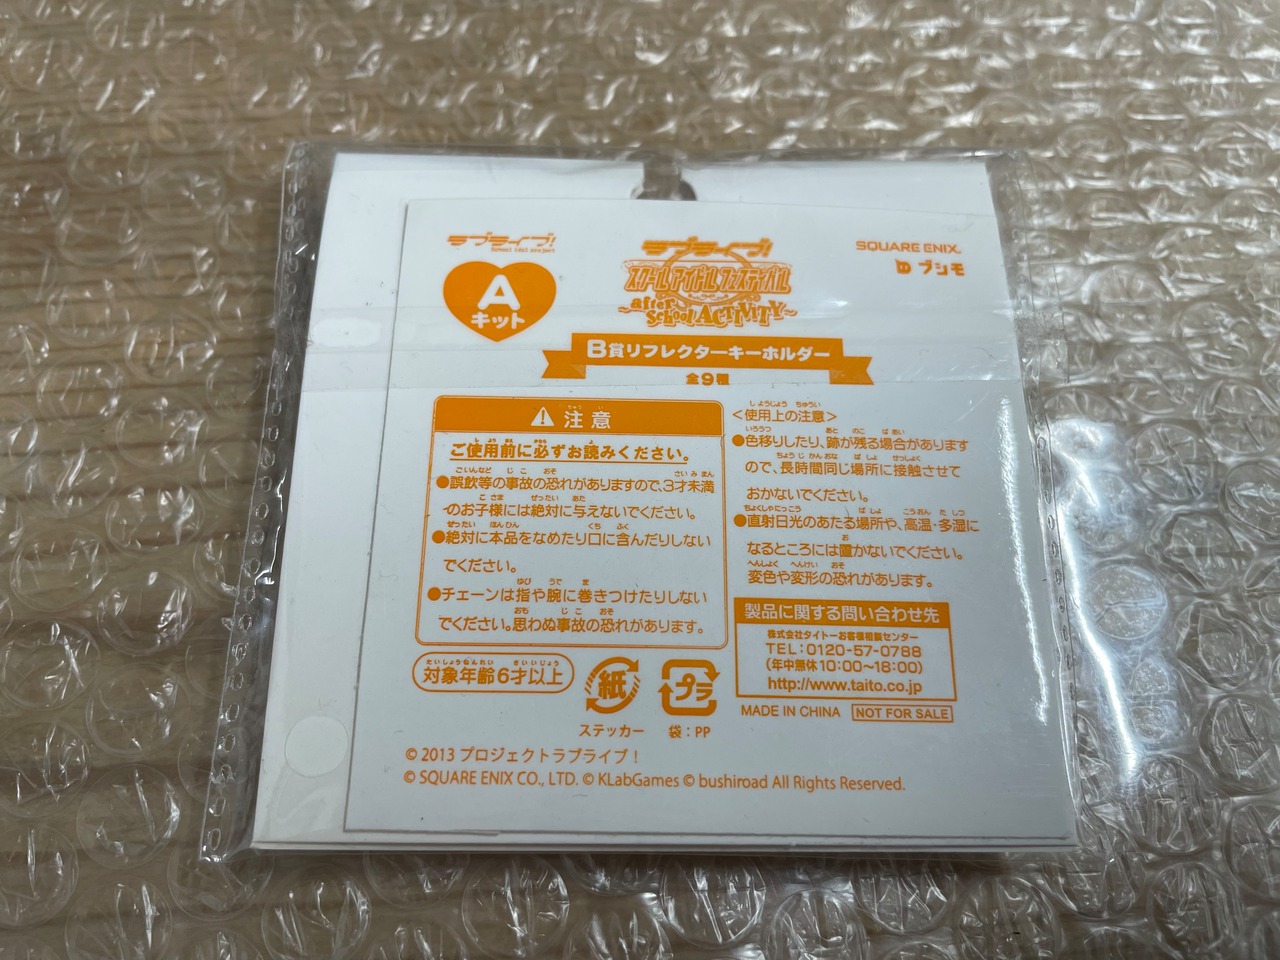 ラブライブ!
School idol project
Aキット
ラブライブ!
スクールアイドルフェスティバル
~after school ACTIVITY~
SQUARE ENIX.
ブシモ
B賞リフレクターキーホルダー
全9種
注意
ご使用前に必ずお読みください。
●誤飲等の事故の恐れがありますので、3才未満
のお子様には絶対に与えないでください。
●絶対に本品をなめたり口に含んだりしない
でください。
●チェーンは指や腕に巻きつけたりしない
でください。思わぬ事故の恐れがあります。
対象年齢6才以上
紙
ステッカー
プラ
袋：PP
<使用上の注意>
●色移りしたり、跡が残る場合があります
ので、長時間同じ場所に接触させて
おかないでください。
●直射日光のあたる場所や、高温・多湿に
なるところには置かないでください。
変色や変形の恐れがあります。
製品に関する問い合わせ先
株式会社タイトーお客様相談センター
TEL:0120-57-0788
(年中無休10:00~18:00)
http://www.taito.co.jp
MADE IN CHINA NOT FOR SALE
© 2013 プロジェクトラブライブ！
© SQUARE ENIX CO., LTD. © KLabGames © bushiroad All Rights Reserved.